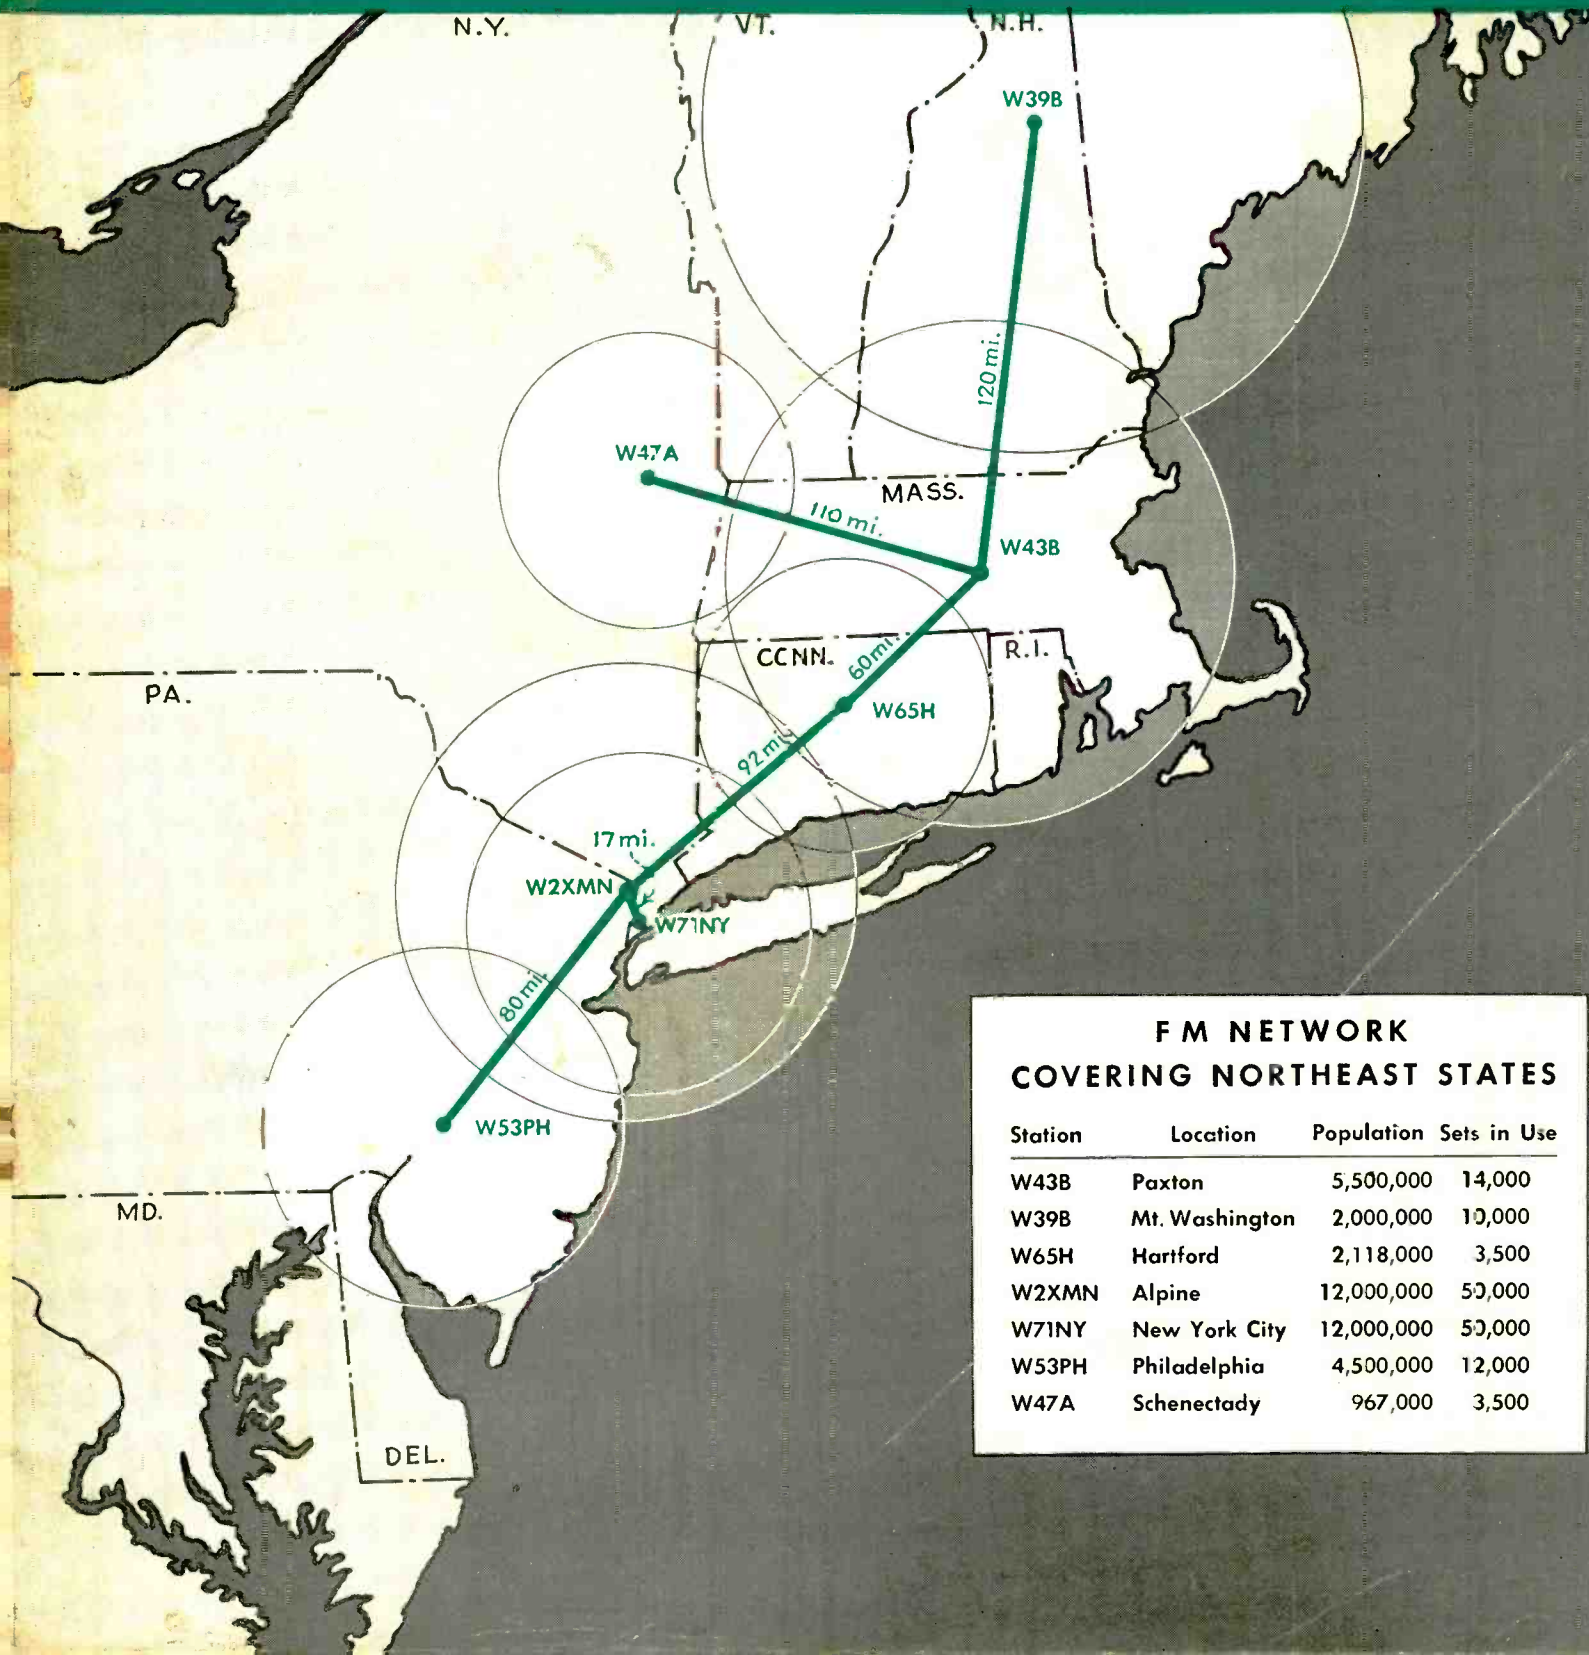 N.Y.
VT.
N.H.
W39B
120 mi.
W47A
MASS.
110 mi.
W43B
CCNN.
R.I.
60 mi.
PA.
W65H
92 mi.
17 mi.
W2XMN
W71NY
80 mi.
W53PH
MD.
DEL.
FM NETWORK
COVERING NORTHEAST STATES
Station Location Population Sets in Use
W43B Paxton 5,500,000 14,000
W39B Mt. Washington 2,000,000 10,000
W65H Hartford 2,118,000 3,500
W2XMN Alpine 12,000,000 50,000
W71NY New York City 12,000,000 50,000
W53PH Philadelphia 4,500,000 12,000
W47A Schenectady 967,000 3,500